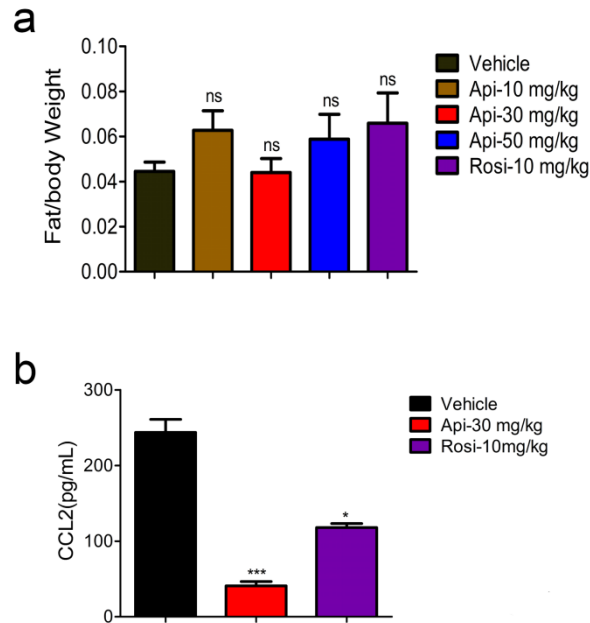 a
Fat/body Weight
0.10
0.08
0.06
0.04
0.02
0.00
ns
ns
ns
ns
Vehicle
Api-10 mg/kg
Api-30 mg/kg
Api-50 mg/kg
Rosi-10 mg/kg
b
CCL2(pg/mL)
300
200
100
0
***
*
Vehicle
Api-30 mg/kg
Rosi-10mg/kg